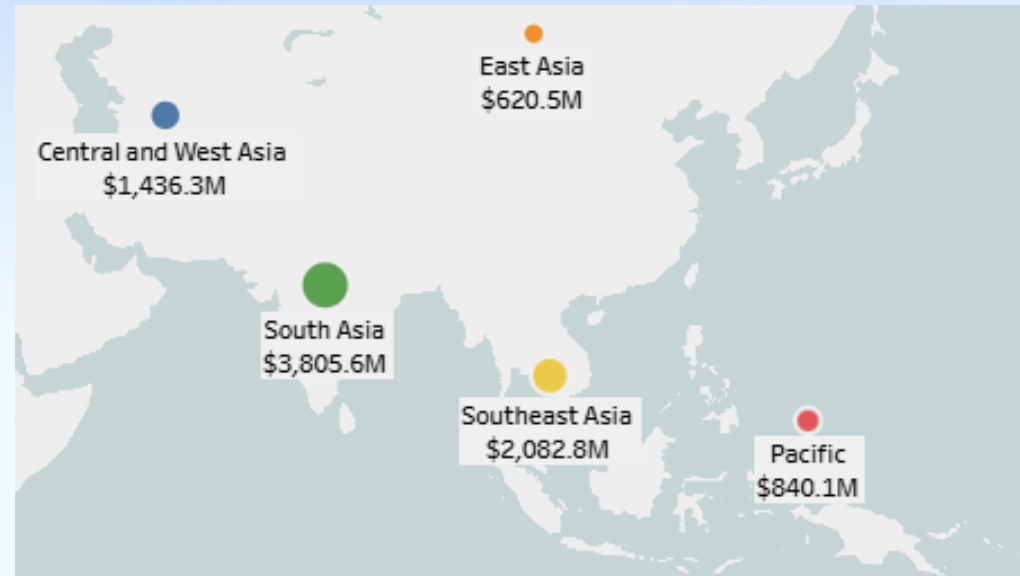 East Asia
$620.5M
Central and West Asia
$1,436.3M
South Asia
$3,805.6M
Southeast Asia
$2,082.8M
Pacific
$840.1M